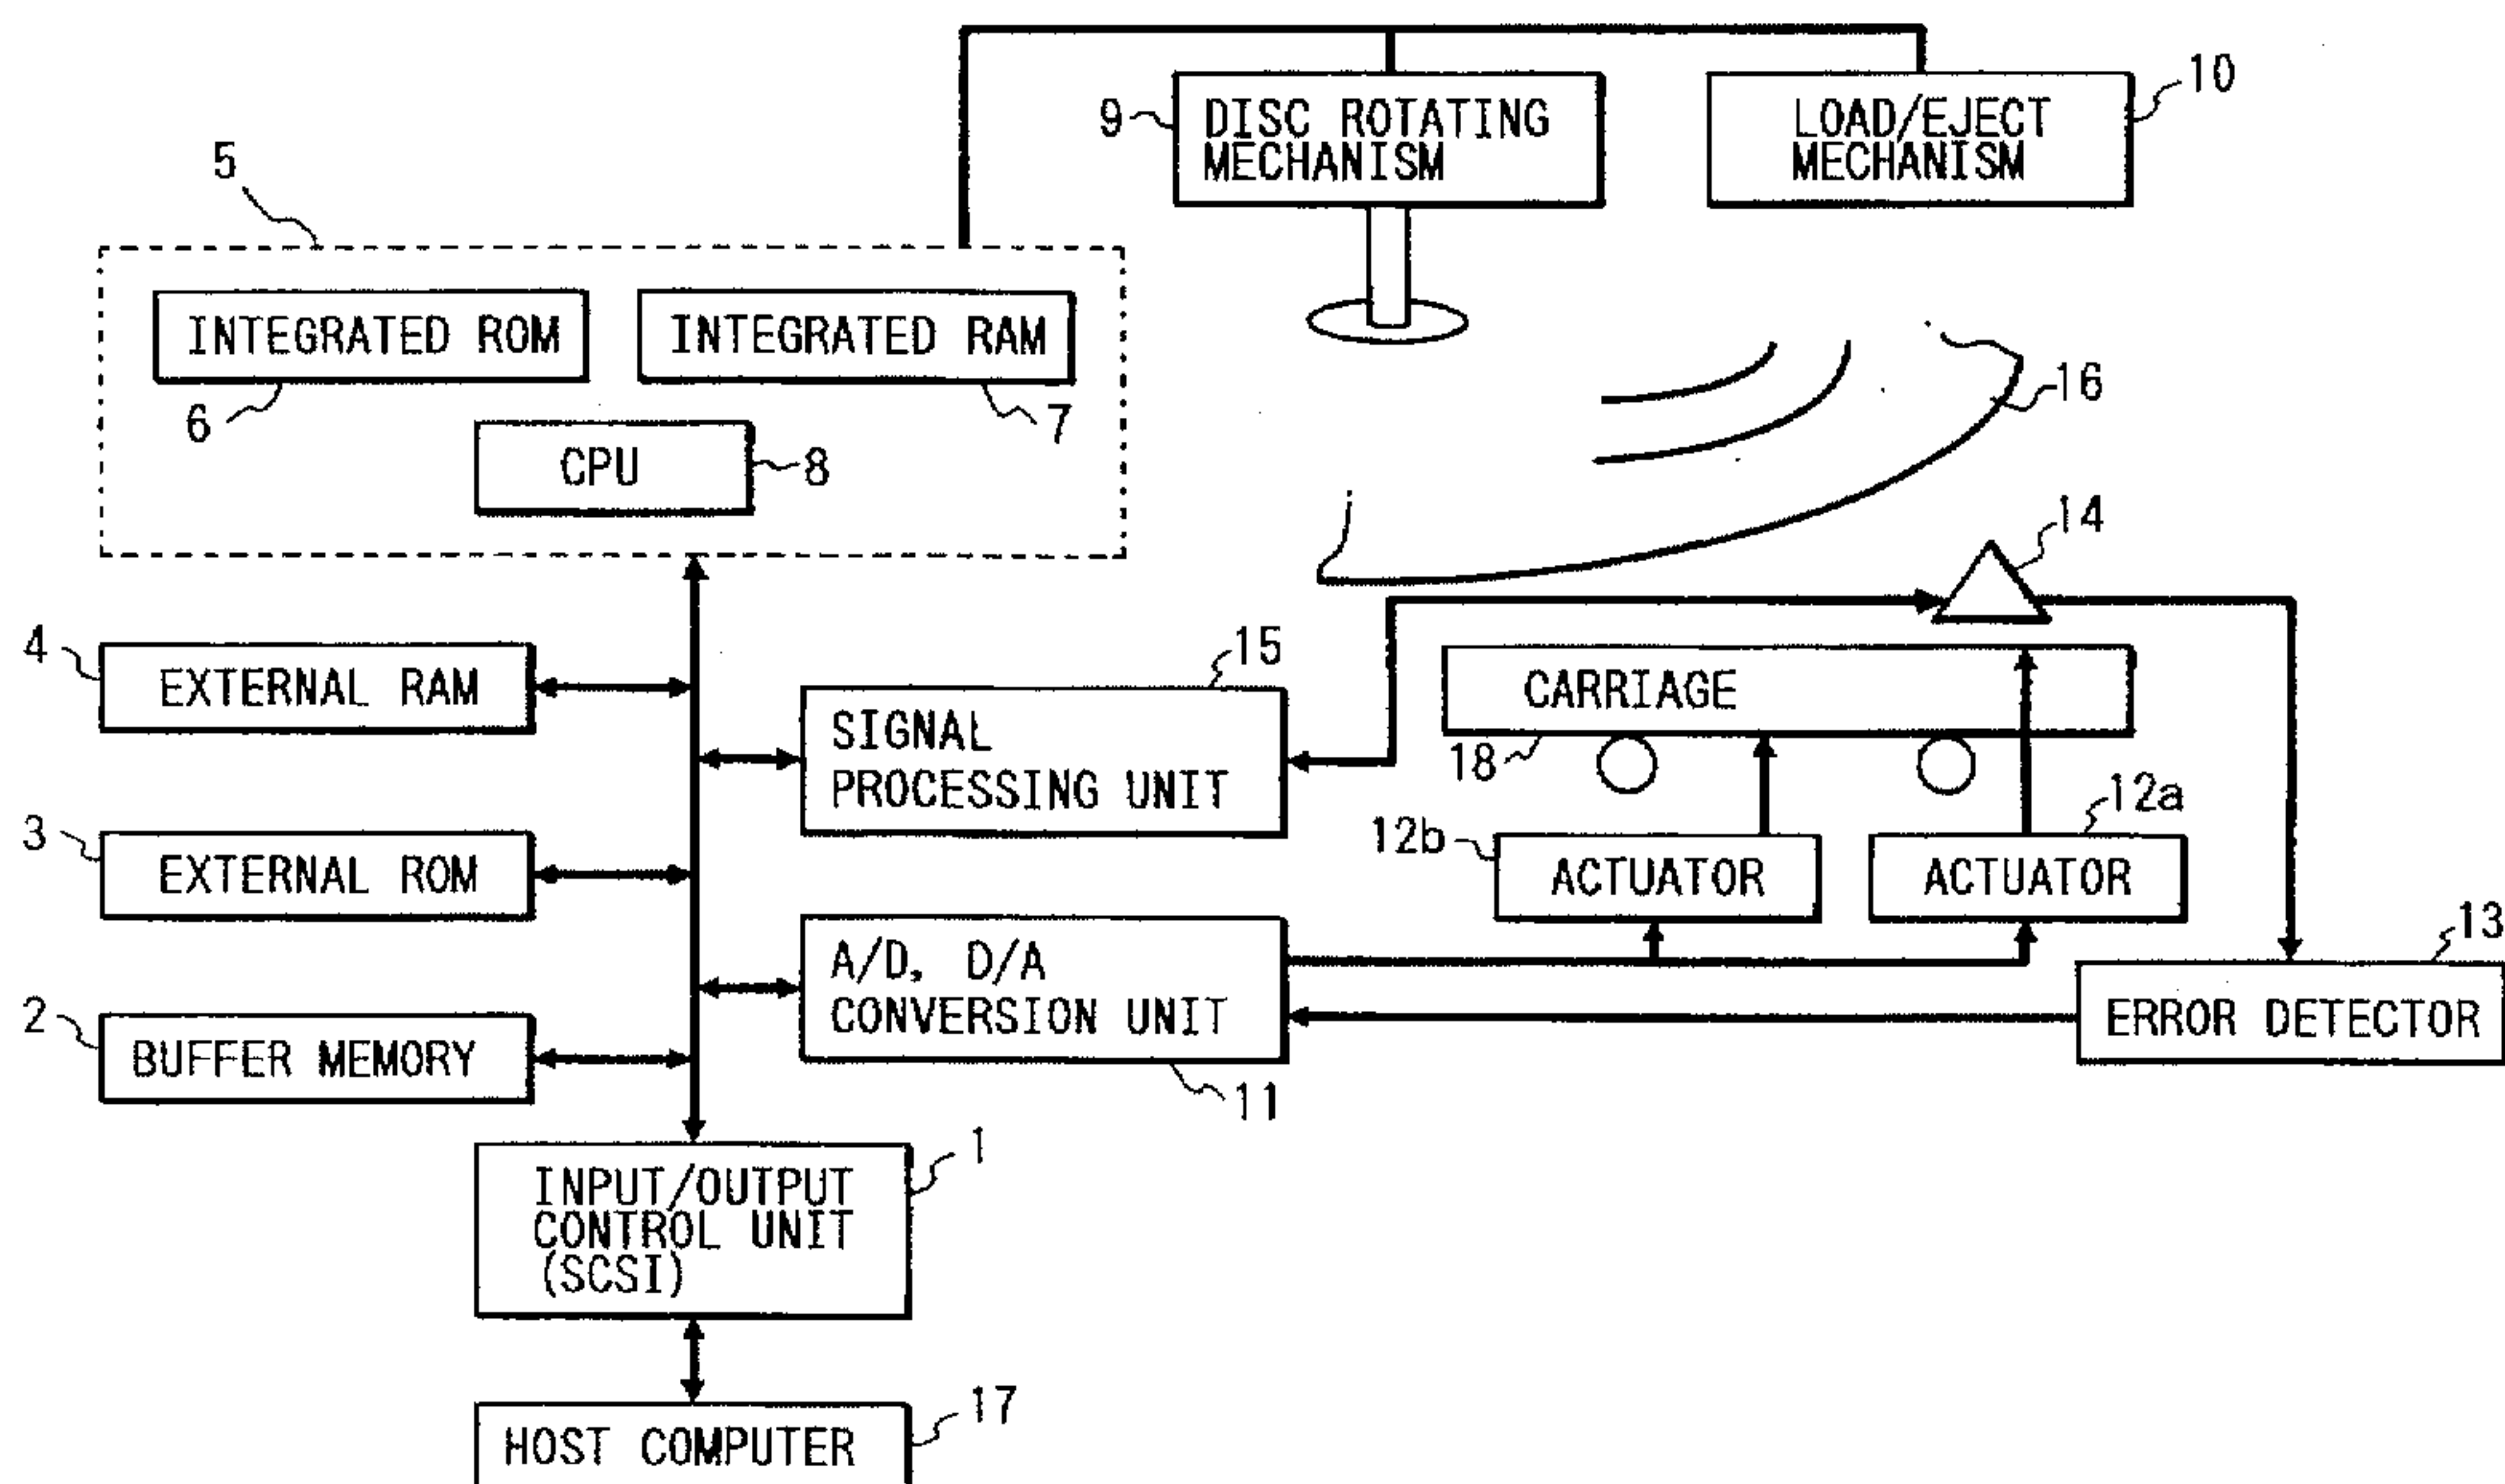 10
9
DISC ROTATING
MECHANISM
LOAD/EJECT
MECHANISM
5
INTEGRATED ROM
INTEGRATED RAM
6
7
CPU
8
16
14
4
EXTERNAL RAM
15
SIGNAL
PROCESSING UNIT
CARRIAGE
18
3
EXTERNAL ROM
12b
12a
ACTUATOR
ACTUATOR
13
2
BUFFER MEMORY
A/D, D/A
CONVERSION UNIT
ERROR DETECTOR
11
1
INPUT/OUTPUT
CONTROL UNIT
(SCSI)
17
HOST COMPUTER